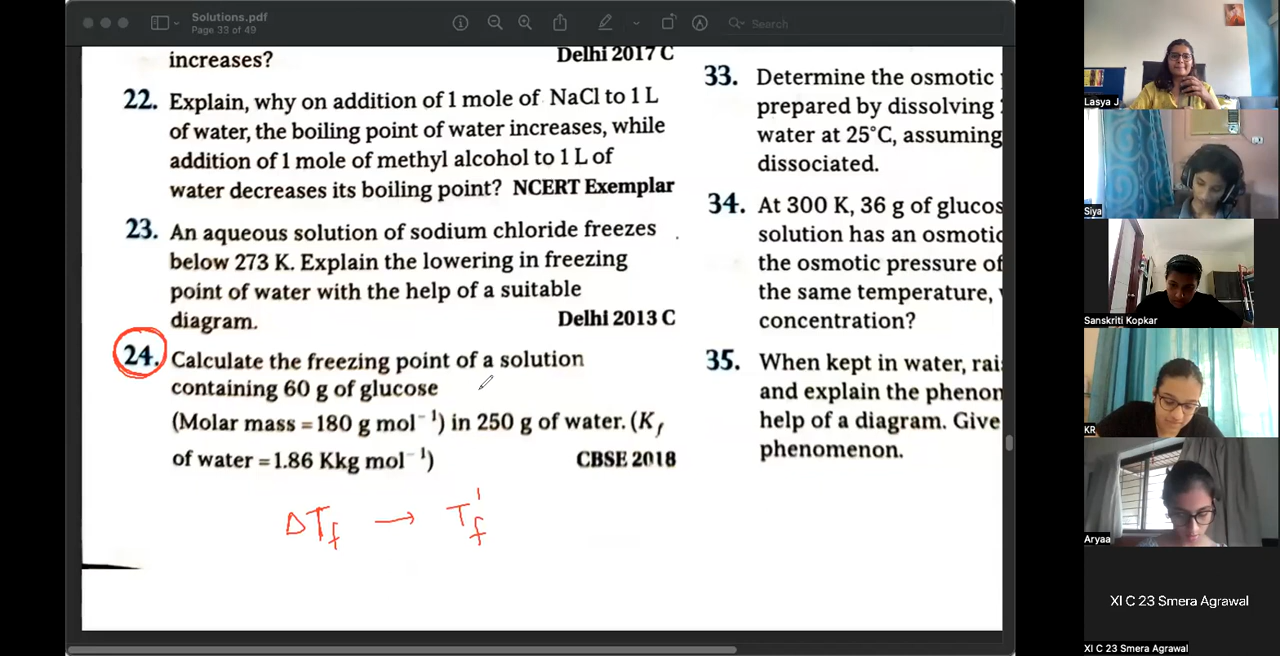 Solutions.pdf
Page 33 of 49
Search
increases?
Delhi 2017 C
22. Explain, why on addition of 1 mole of NaCl to 1 L
of water, the boiling point of water increases, while
addition of 1 mole of methyl alcohol to 1 L of
water decreases its boiling point? NCERT Exemplar
23. An aqueous solution of sodium chloride freezes
below 273 K. Explain the lowering in freezing
point of water with the help of a suitable
diagram. Delhi 2013 C
24. Calculate the freezing point of a solution
containing 60 g of glucose
(Molar mass = 180 g mol⁻¹) in 250 g of water. (K_f
of water = 1.86 K kg mol⁻¹) CBSE 2018
ΔT_f → T_f'
33. Determine the osmotic
prepared by dissolving
water at 25°C, assuming
dissociated.
34. At 300 K, 36 g of glucos
solution has an osmotic
the osmotic pressure of
the same temperature,
concentration?
35. When kept in water, rai
and explain the phenon
help of a diagram. Give
phenomenon.
Lasya J
Siya
Sanskriti Kopkar
KR
Aryaa
XI C 23 Smera Agrawal
XI C 23 Smera Agrawal